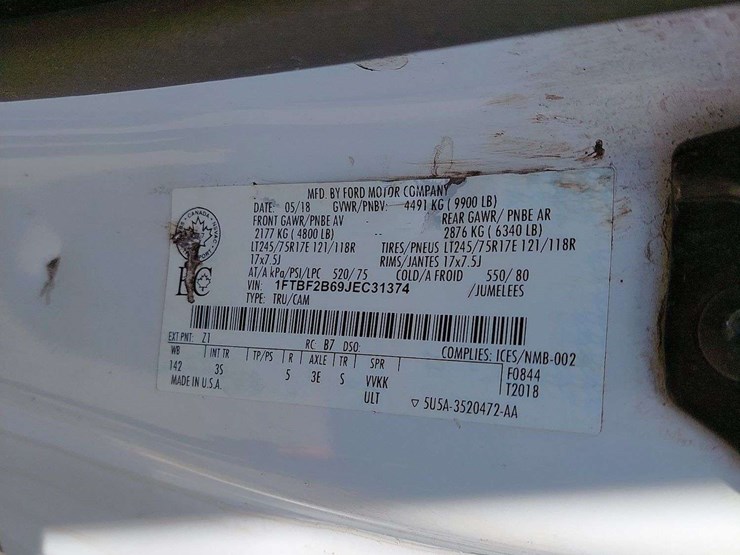 MFD. BY FORD MOTOR COMPANY
DATE: 05/18 GVWR/PNBV: 4491 KG ( 9900 LB)
FRONT GAWR/PNBE AV REAR GAWR/ PNBE AR
2177 KG ( 4800 LB) 2876 KG ( 6340 LB)
LT245/75R17E 121/118R TIRES/PNEUS LT245/75R17E 121/118R
17x7.5J RIMS/JANTES 17x7.5J
AT/A kPa/PSI/LPC 520/ 75 COLD/A FROID 550/ 80
VIN: 1FTBF2B69JEC31374 /JUMELEES
TYPE: TRU/CAM
EXT PNT: Z1 RC: B7 DSO: COMPLIES: ICES/NMB-002
WB INT TR TP/PS R AXLE TR SPR F0844
142 3S 5 3E S VVKK T2018
MADE IN U.S.A. ULT ▽ 5U5A-3520472-AA
CANADA